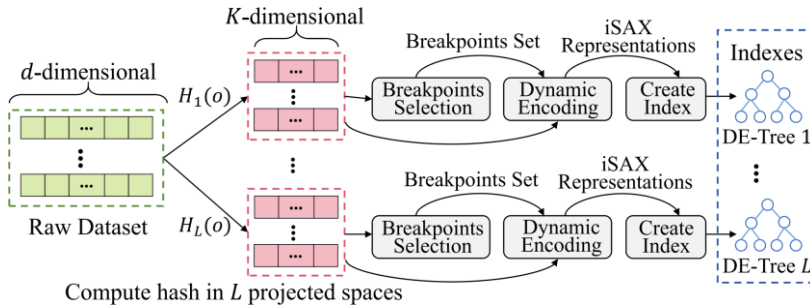 K-dimensional
d-dimensional
H₁(o)
...
...
Raw Dataset
H_L(o)
...
...
...
...
Compute hash in L projected spaces
Breakpoints Set
iSAX
Representations
Breakpoints
Selection
Dynamic
Encoding
Create
Index
Breakpoints Set
iSAX
Representations
Breakpoints
Selection
Dynamic
Encoding
Create
Index
Indexes
DE-Tree 1
DE-Tree L